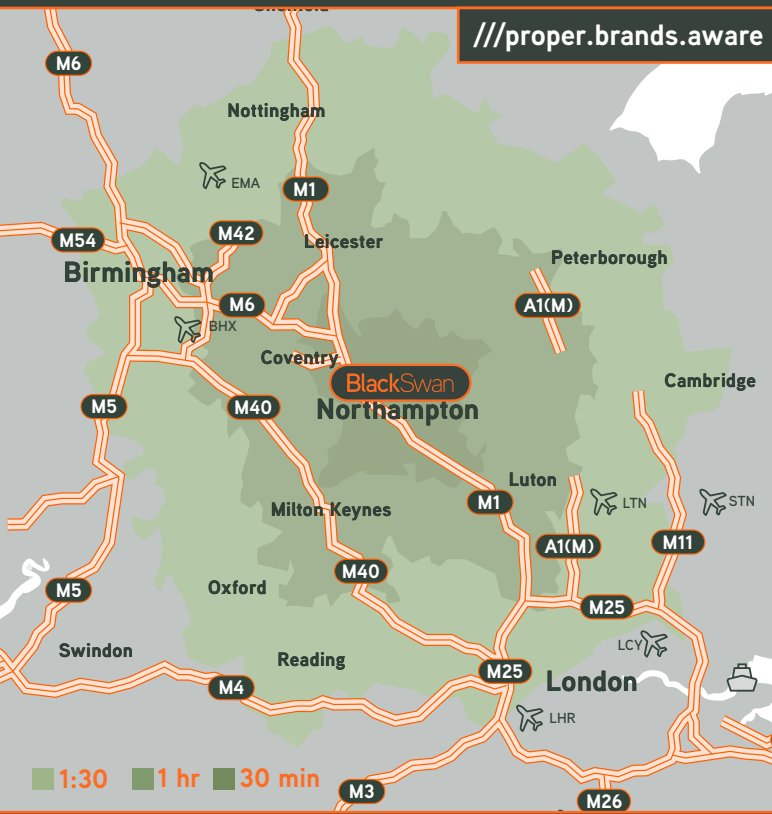 ///proper.brands.aware
M6
Nottingham
EMA
M1
M42
M54
Leicester
Birmingham
Peterborough
M6
A1(M)
BHX
Coventry
BlackSwan
Cambridge
M5
M40
Northampton
Luton
M1
LTN
STN
Milton Keynes
A1(M)
M11
M40
M5
Oxford
M25
LCY
Swindon
Reading
M25
London
M4
LHR
1:30
1 hr
30 min
M3
M26